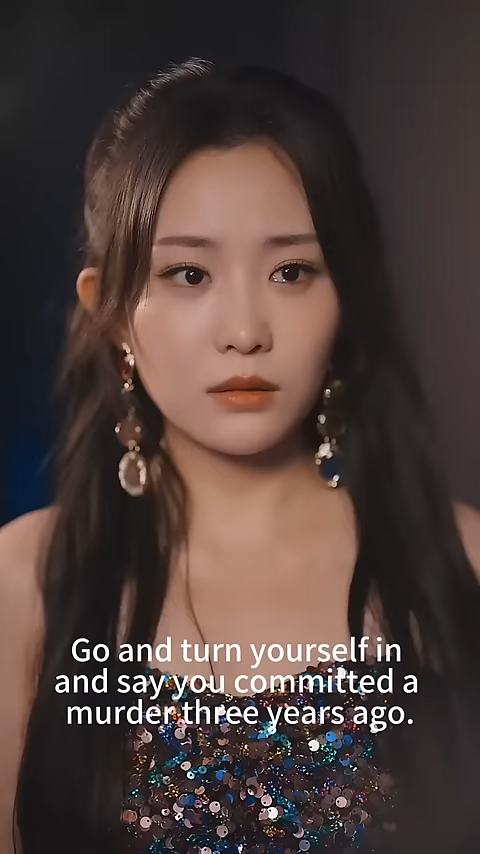 Go and turn yourself in
and say you committed a
murder three years ago.